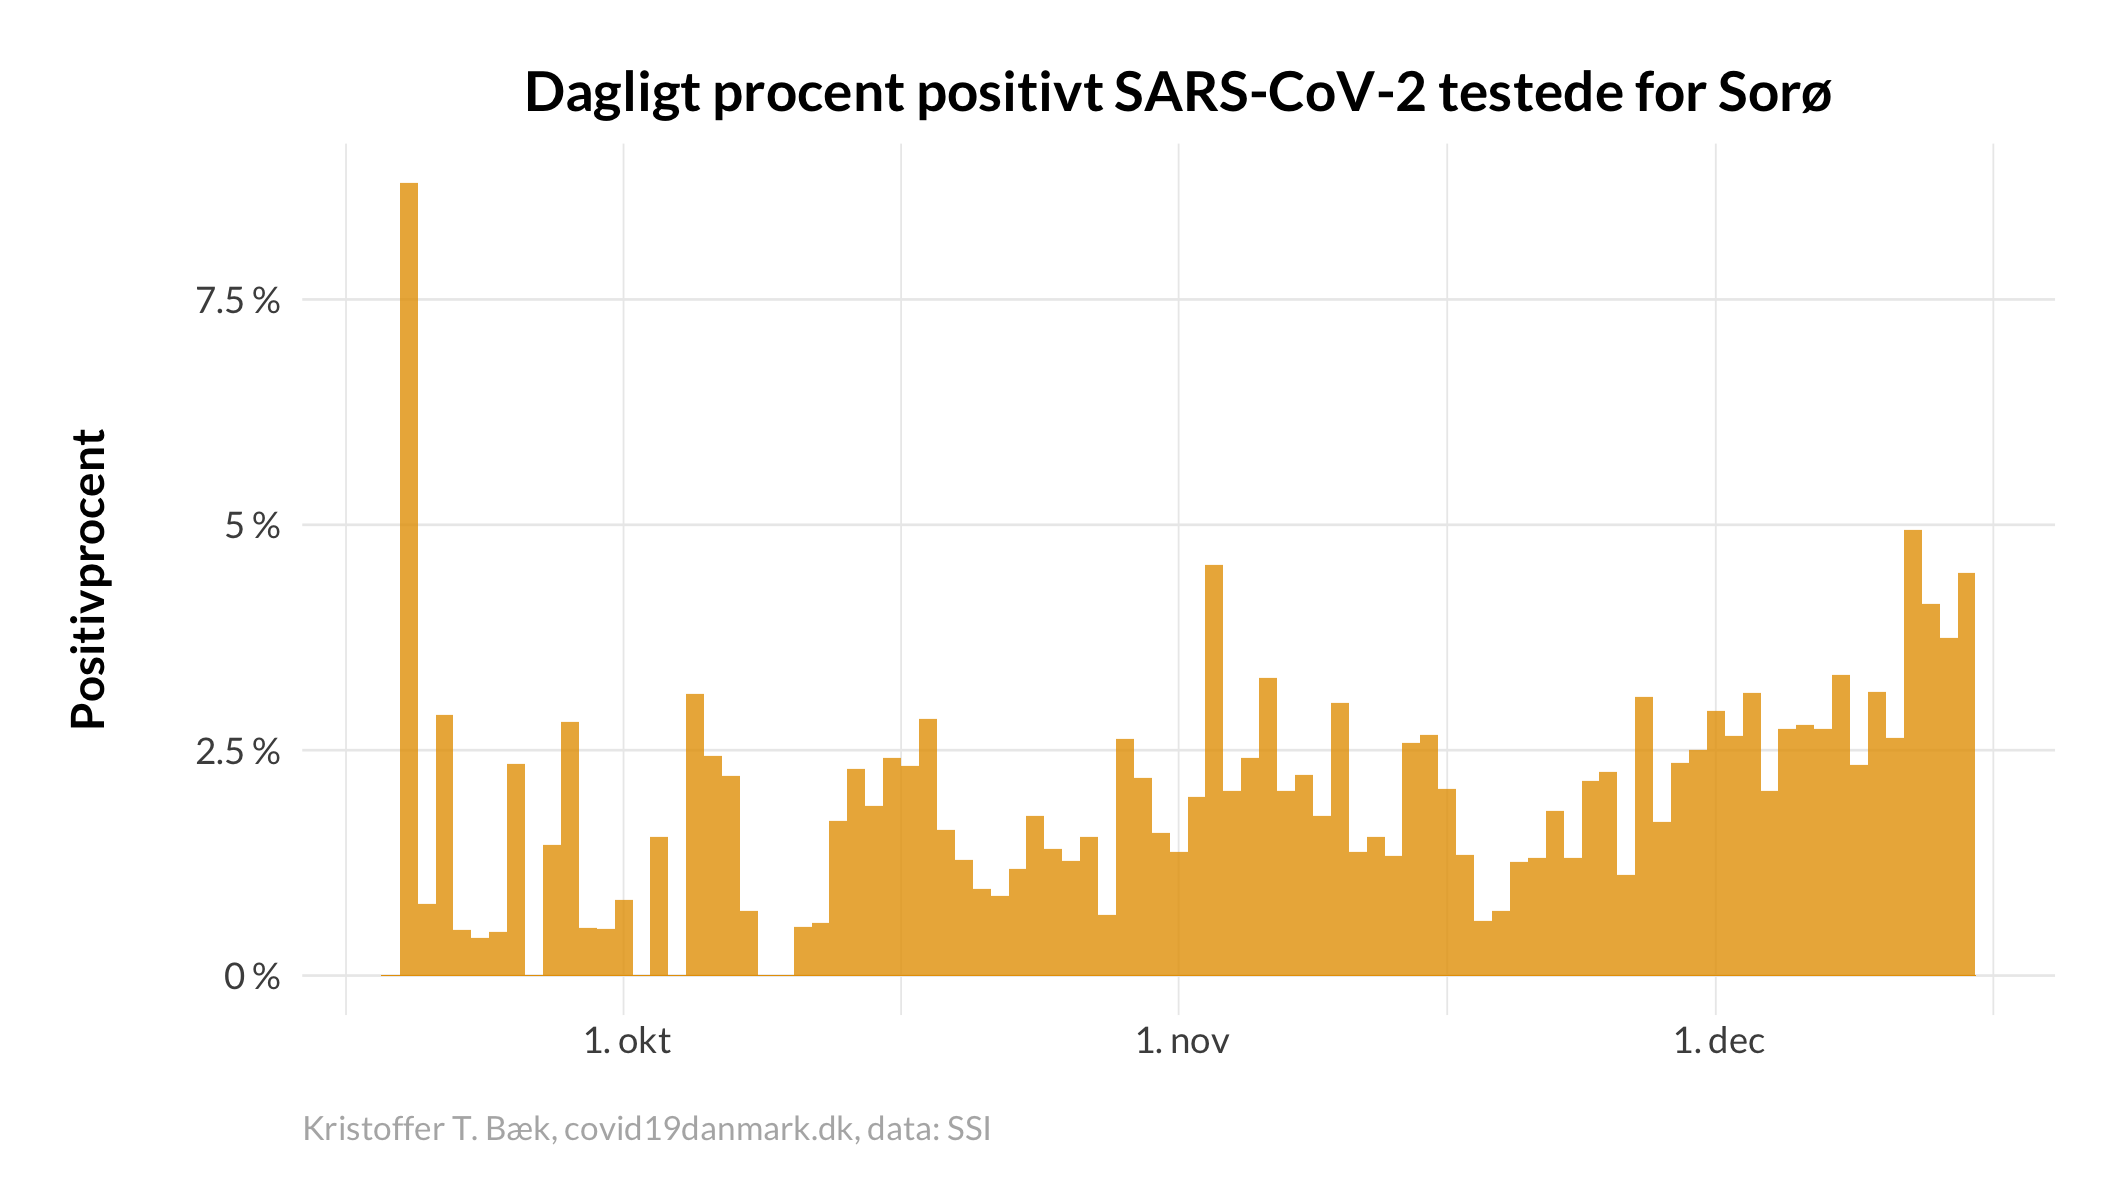 Dagligt procent positivt SARS-CoV-2 testede for Sorø
Positivprocent
7.5 %
5 %
2.5 %
0 %
1. okt
1. nov
1. dec
Kristoffer T. Bæk, covid19danmark.dk, data: SSI